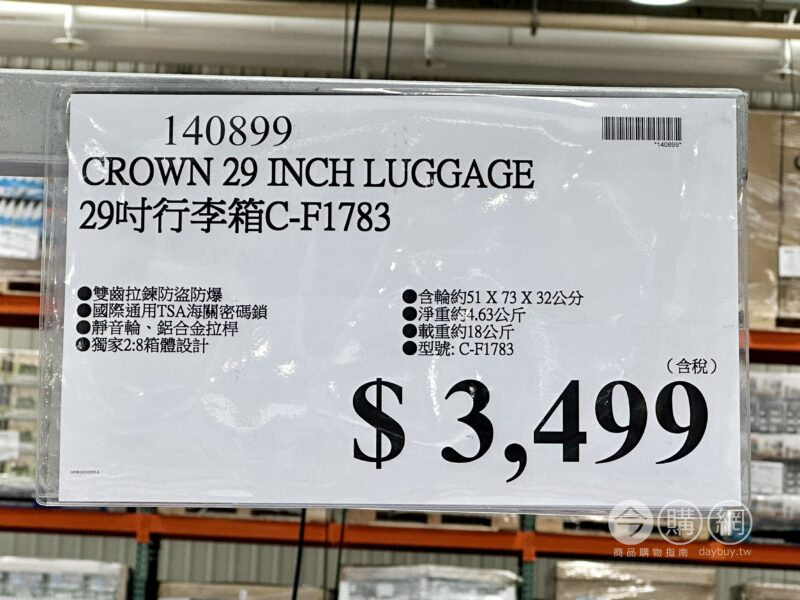 140899
*140899*
CROWN 29 INCH LUGGAGE
29吋行李箱C-F1783
●雙齒拉鍊防盜防爆
●國際通用TSA海關密碼鎖
●靜音輪、鋁合金拉桿
●獨家2:8箱體設計
●含輪約51 X 73 X 32公分
●淨重約4.63公斤
●載重約18公斤
●型號: C-F1783
（含稅）
$ 3,499
今購網
商品購物指南 daybuy.tw